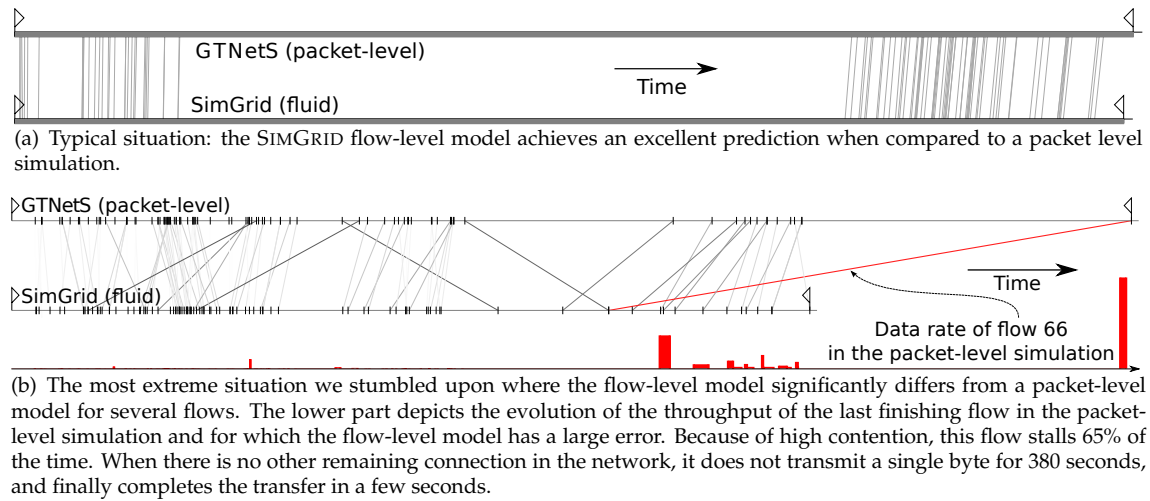 GTNetS (packet-level)
Time
SimGrid (fluid)
(a) Typical situation: the SIMGRID flow-level model achieves an excellent prediction when compared to a packet level
simulation.
GTNetS (packet-level)
SimGrid (fluid)
Time
Data rate of flow 66
in the packet-level simulation
(b) The most extreme situation we stumbled upon where the flow-level model significantly differs from a packet-level
model for several flows. The lower part depicts the evolution of the throughput of the last finishing flow in the packet-
level simulation and for which the flow-level model has a large error. Because of high contention, this flow stalls 65% of
the time. When there is no other remaining connection in the network, it does not transmit a single byte for 380 seconds,
and finally completes the transfer in a few seconds.